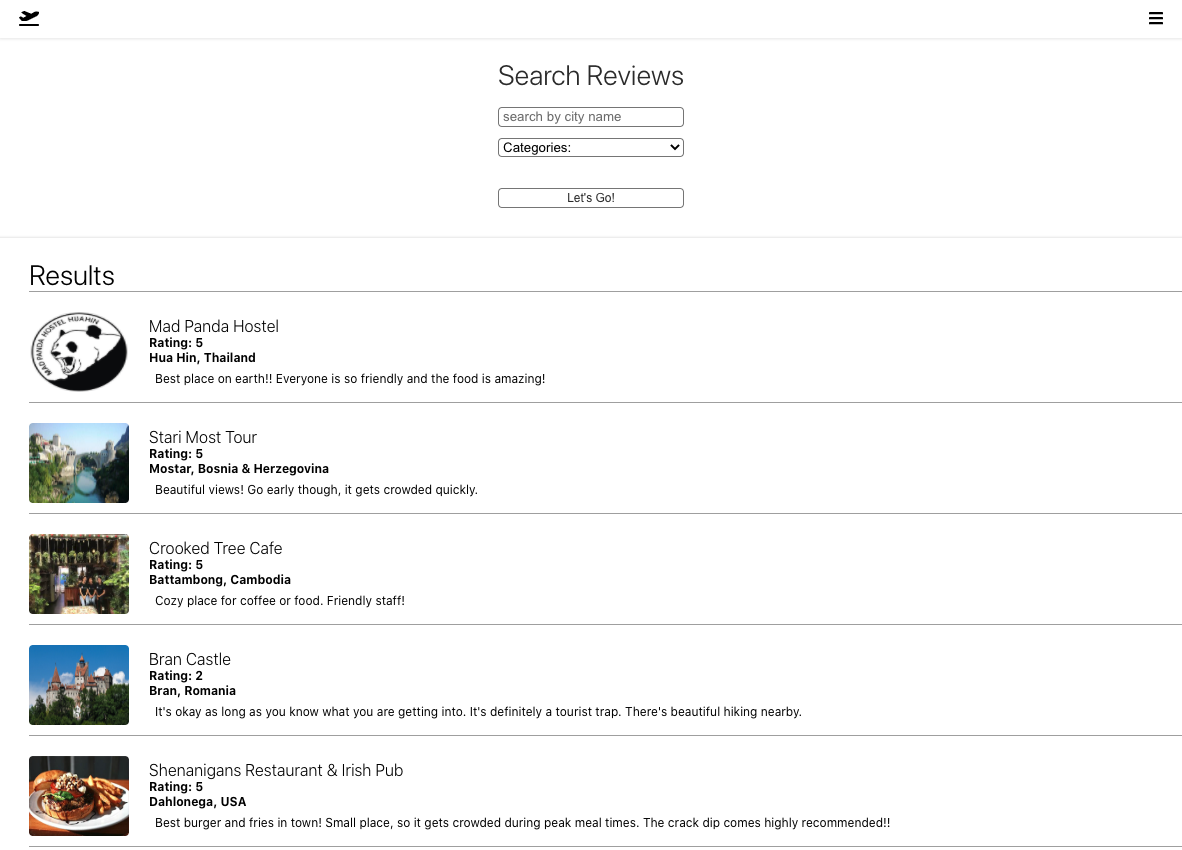 Search Reviews
search by city name
Categories:
Let's Go!
Results
MAD PANDA HOSTEL HUAHIN
Mad Panda Hostel
Rating: 5
Hua Hin, Thailand
Best place on earth!! Everyone is so friendly and the food is amazing!
Stari Most Tour
Rating: 5
Mostar, Bosnia & Herzegovina
Beautiful views! Go early though, it gets crowded quickly.
Crooked Tree Cafe
Rating: 5
Battambong, Cambodia
Cozy place for coffee or food. Friendly staff!
Bran Castle
Rating: 2
Bran, Romania
It's okay as long as you know what you are getting into. It's definitely a tourist trap. There's beautiful hiking nearby.
Shenanigans Restaurant & Irish Pub
Rating: 5
Dahlonega, USA
Best burger and fries in town! Small place, so it gets crowded during peak meal times. The crack dip comes highly recommended!!